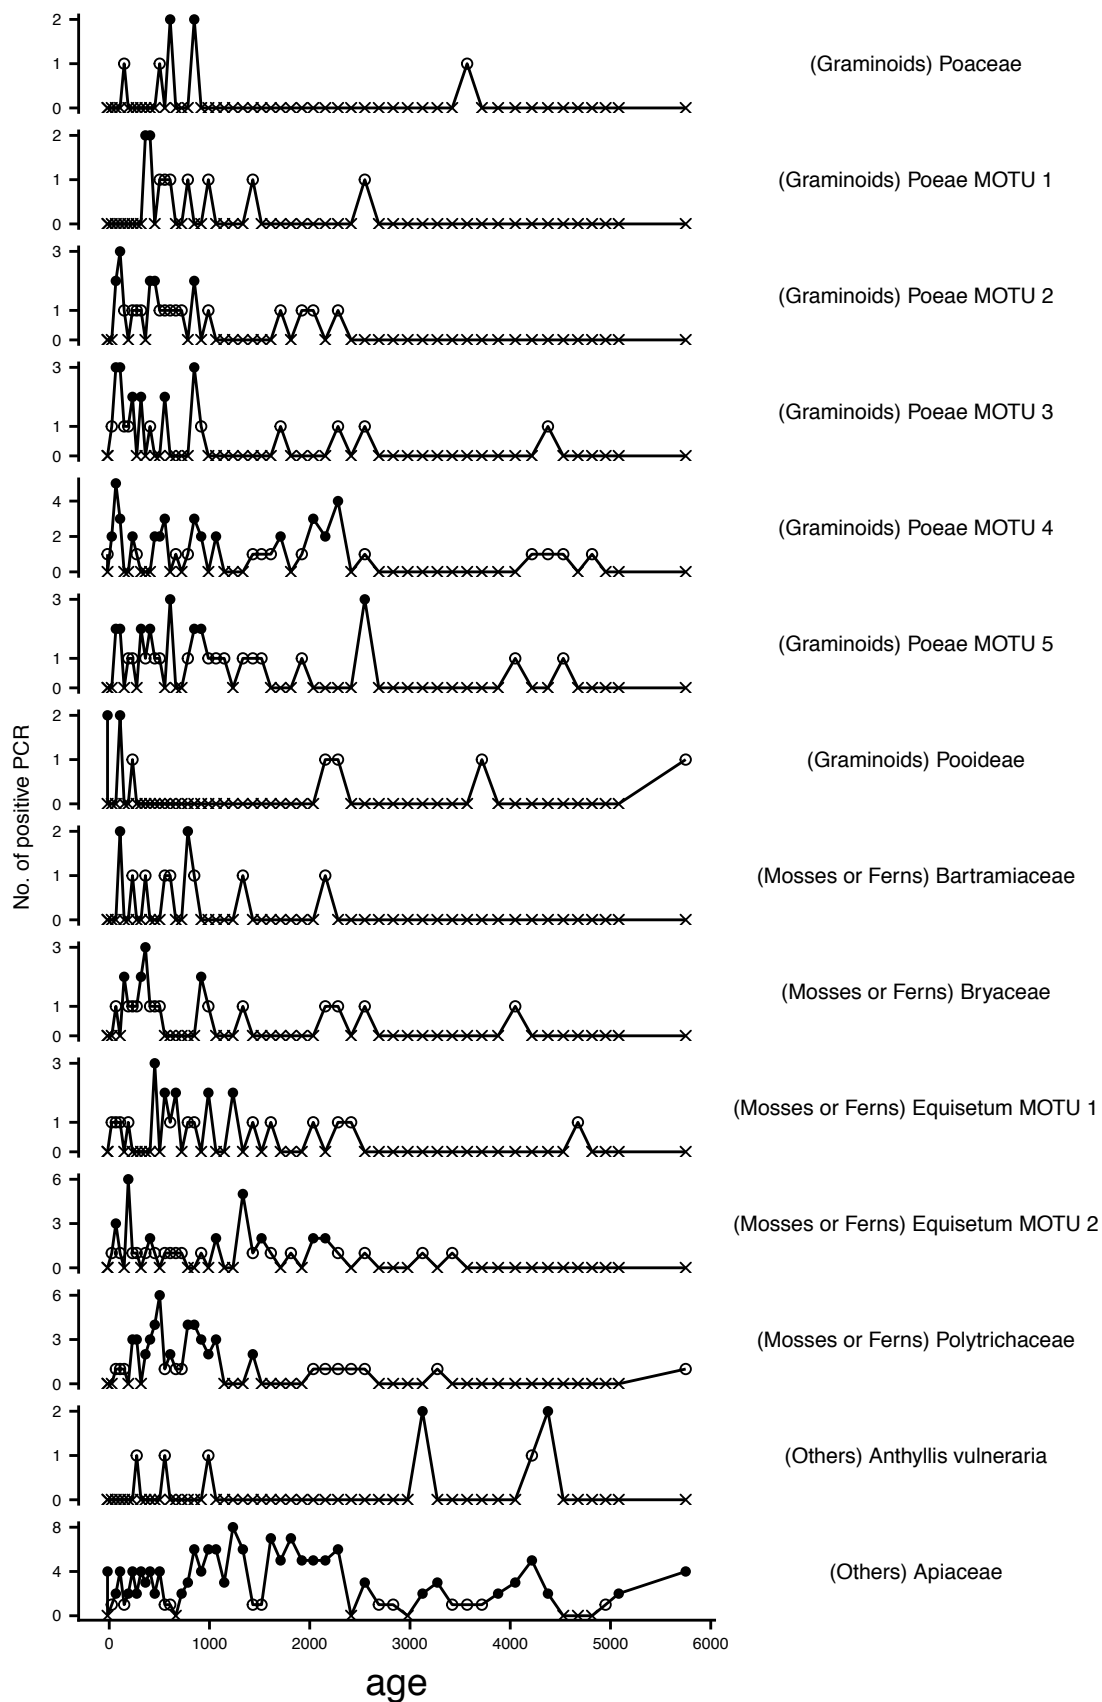 2
1
0
(Graminoids) Poaceae
2
1
0
(Graminoids) Poeae MOTU 1
3
1
0
(Graminoids) Poeae MOTU 2
3
1
0
(Graminoids) Poeae MOTU 3
4
2
0
(Graminoids) Poeae MOTU 4
3
1
0
(Graminoids) Poeae MOTU 5
2
1
0
(Graminoids) Pooideae
No. of positive PCR
2
1
0
(Mosses or Ferns) Bartramiaceae
3
1
0
(Mosses or Ferns) Bryaceae
3
1
0
(Mosses or Ferns) Equisetum MOTU 1
6
3
0
(Mosses or Ferns) Equisetum MOTU 2
6
3
0
(Mosses or Ferns) Polytrichaceae
2
1
0
(Others) Anthyllis vulneraria
8
4
0
(Others) Apiaceae
0 1000 2000 3000 4000 5000 6000
age